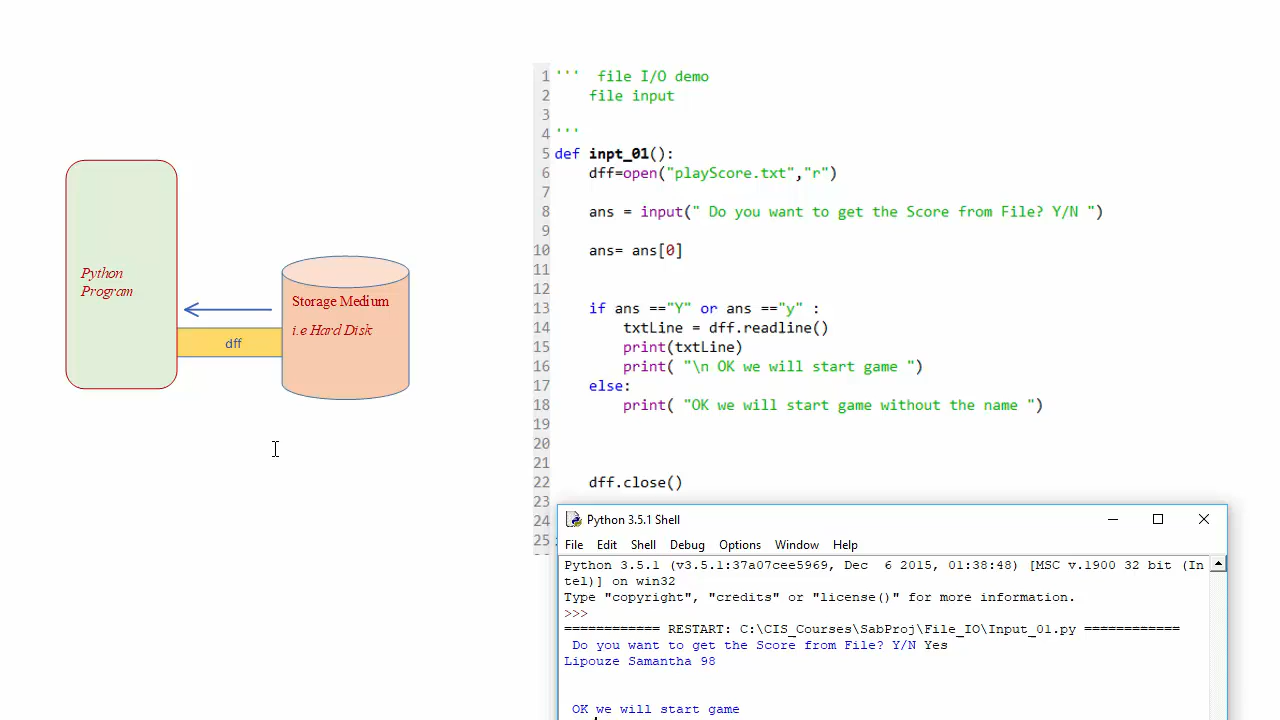 Python
Program
dff
Storage Medium
i.e Hard Disk
1 ''' file I/O demo
2 file input
3
4 '''
5 def inpt_01():
6 dff=open("playScore.txt","r")
7
8 ans = input(" Do you want to get the Score from File? Y/N ")
9
10 ans= ans[0]
11
12
13 if ans =="Y" or ans =="y" :
14 txtLine = dff.readline()
15 print(txtLine)
16 print( "\n OK we will start game ")
17 else:
18 print( "OK we will start game without the name ")
19
20
21
22 dff.close()
23
24
25
Python 3.5.1 Shell
File Edit Shell Debug Options Window Help
Python 3.5.1 (v3.5.1:37a07cee5969, Dec 6 2015, 01:38:48) [MSC v.1900 32 bit (In
tel)] on win32
Type "copyright", "credits" or "license()" for more information.
>>>
============ RESTART: C:\CIS_Courses\SabProj\File_IO\Input_01.py ============
Do you want to get the Score from File? Y/N Yes
Lipouze Samantha 98
OK we will start game